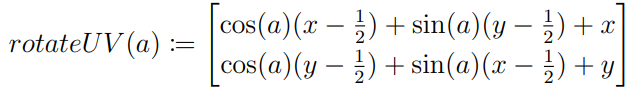 rotateUV(a) := [cos(a)(x − 1/2) + sin(a)(y − 1/2) + x]
[cos(a)(y − 1/2) + sin(a)(x − 1/2) + y]